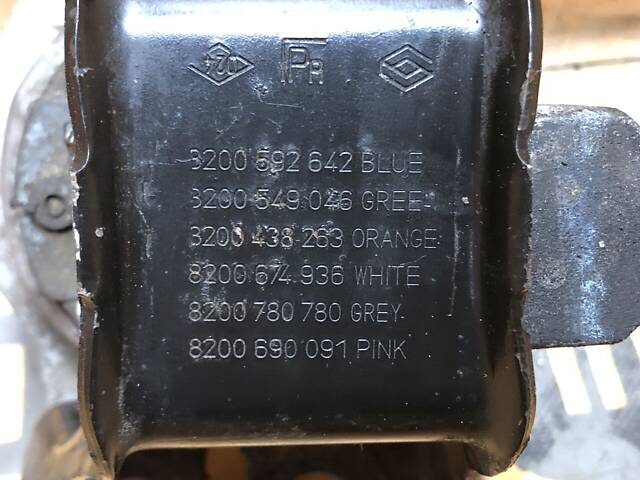 8200 592 642 BLUE
8200 549 046 GREE
8200 438 263 ORANGE
8200 674 936 WHITE
8200 780 780 GREY
8200 690 091 PINK